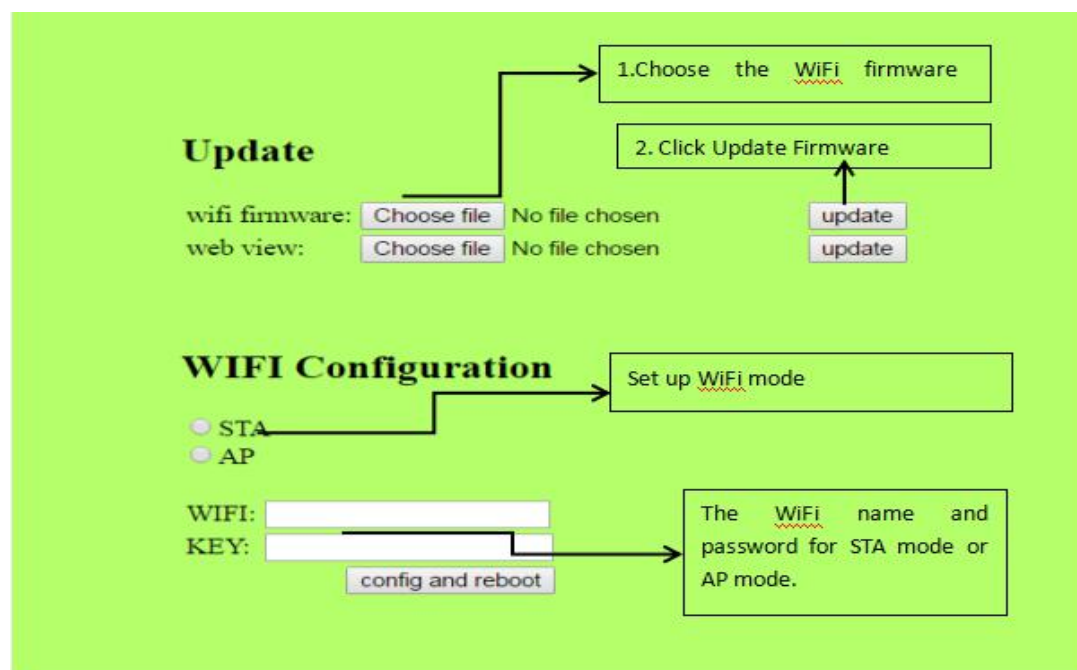 1.Choose the WiFi firmware
Update
2. Click Update Firmware
wifi firmware: Choose file No file chosen update
web view: Choose file No file chosen update
WIFI Configuration
Set up WiFi mode
STA
AP
WIFI:
KEY:
config and reboot
The WiFi name and
password for STA mode or
AP mode.